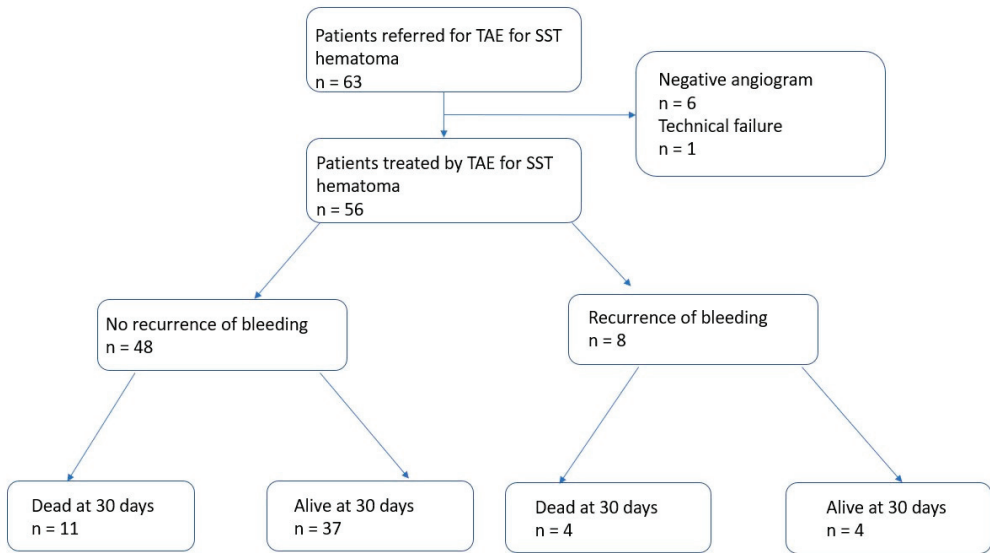 Patients referred for TAE for SST
hematoma
n = 63
Negative angiogram
n = 6
Technical failure
n = 1
Patients treated by TAE for SST
hematoma
n = 56
No recurrence of bleeding
n = 48
Recurrence of bleeding
n = 8
Dead at 30 days
n = 11
Alive at 30 days
n = 37
Dead at 30 days
n = 4
Alive at 30 days
n = 4